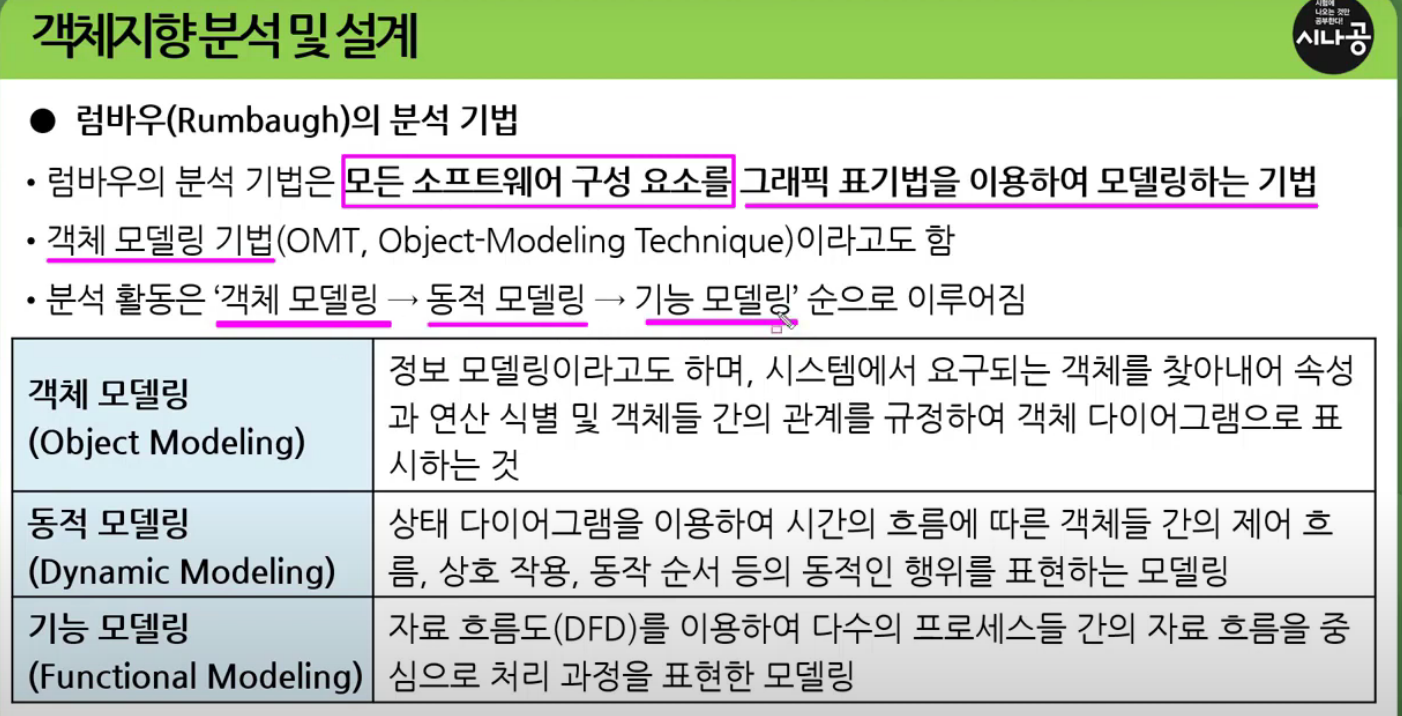 객체지향 분석 및 설계
시험에
나오는 것만
공부한다!
시나공
● 럼바우(Rumbaugh)의 분석 기법
• 럼바우의 분석 기법은 모든 소프트웨어 구성 요소를 그래픽 표기법을 이용하여 모델링하는 기법
• 객체 모델링 기법(OMT, Object-Modeling Technique)이라고도 함
• 분석 활동은 ‘객체 모델링 → 동적 모델링 → 기능 모델링’ 순으로 이루어짐
객체 모델링
(Object Modeling)
정보 모델링이라고도 하며, 시스템에서 요구되는 객체를 찾아내어 속성
과 연산 식별 및 객체들 간의 관계를 규정하여 객체 다이어그램으로 표
시하는 것
동적 모델링
(Dynamic Modeling)
상태 다이어그램을 이용하여 시간의 흐름에 따른 객체들 간의 제어 흐
름, 상호 작용, 동작 순서 등의 동적인 행위를 표현하는 모델링
기능 모델링
(Functional Modeling)
자료 흐름도(DFD)를 이용하여 다수의 프로세스들 간의 자료 흐름을 중
심으로 처리 과정을 표현한 모델링